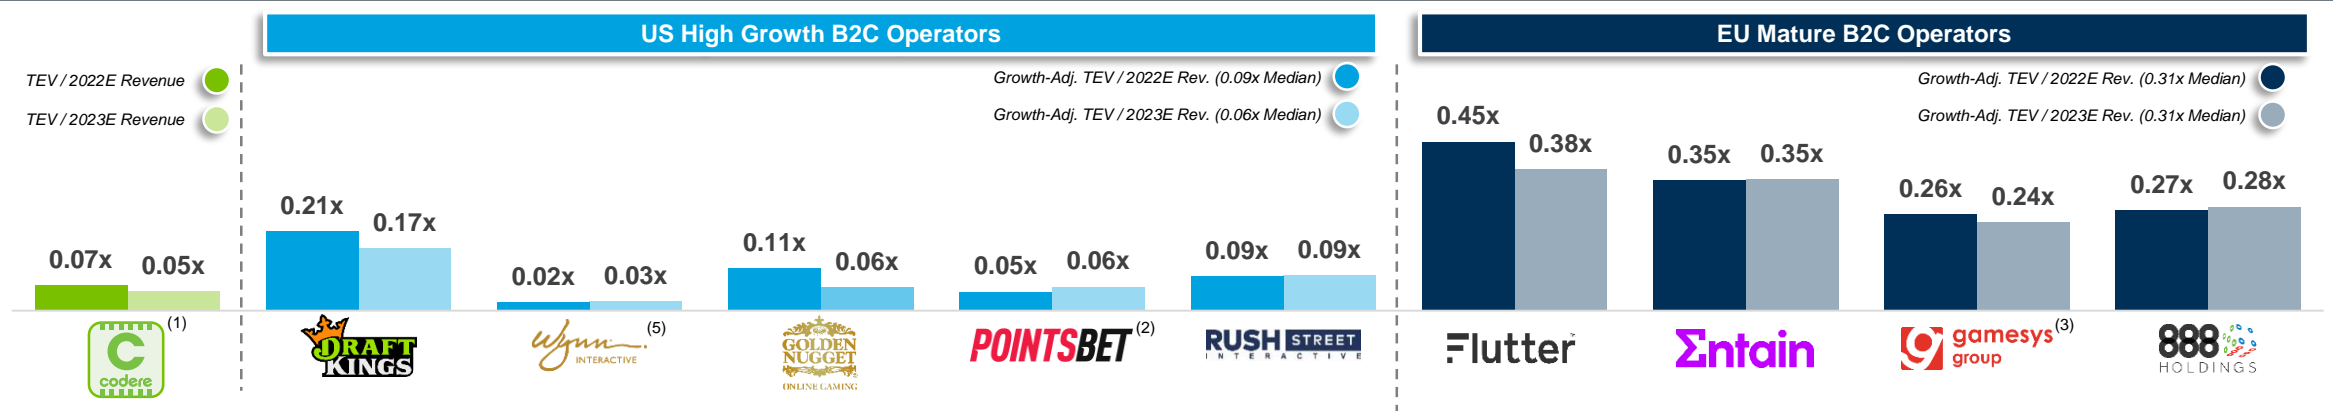 US High Growth B2C Operators
EU Mature B2C Operators
TEV / 2022E Revenue
TEV / 2023E Revenue
Growth-Adj. TEV / 2022E Rev. (0.09x Median)
Growth-Adj. TEV / 2023E Rev. (0.06x Median)
Growth-Adj. TEV / 2022E Rev. (0.31x Median)
Growth-Adj. TEV / 2023E Rev. (0.31x Median)
0.07x 0.05x
0.21x 0.17x
0.02x 0.03x
0.11x 0.06x
0.05x 0.06x
0.09x 0.09x
0.45x 0.38x
0.35x 0.35x
0.26x 0.24x
0.27x 0.28x
C
codere
(1)
DRAFT
KINGS
Wynn
INTERACTIVE
(5)
GOLDEN
NUGGET
ONLINE GAMING
POINTSBET (2)
RUSH STREET
INTERACTIVE
Flutter
Entain
g
gamesys (3)
group
888
HOLDINGS